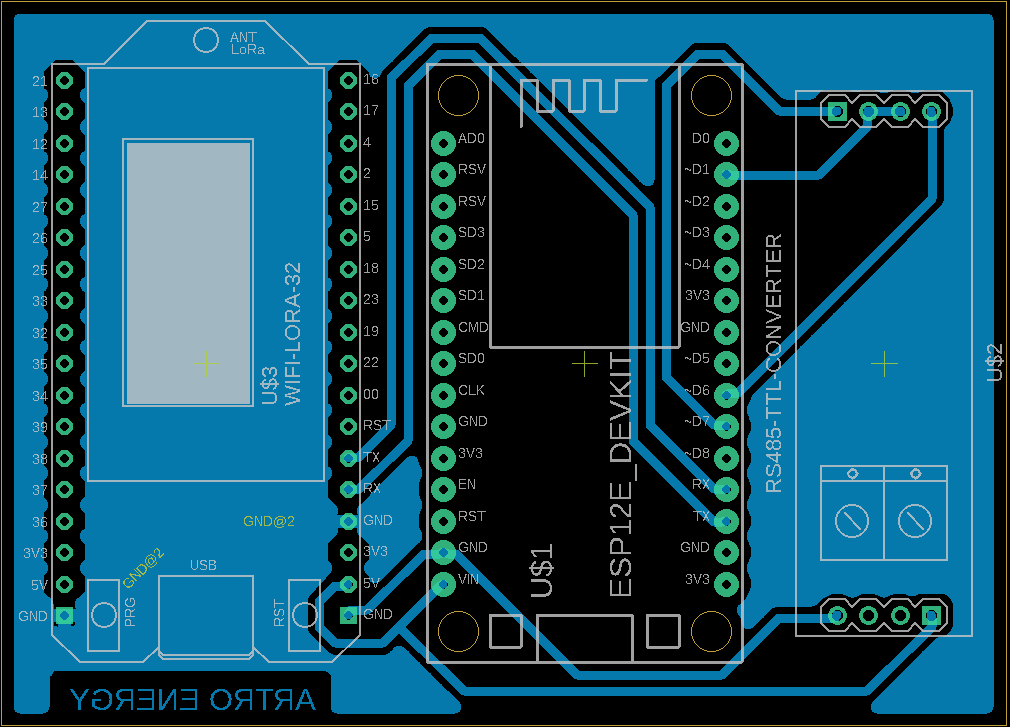 ANT
LoRa
21
13
12
14
27
26
25
33
32
35
34
39
38
37
36
3V3
5V
GND
16
17
4
2
15
5
18
23
19
22
00
RST
TX
RX
GND
3V3
5V
GND
U$3
WIFI-LORA-32
GND@2
GND@2
USB
PRG
RST
AD0
RSV
RSV
SD3
SD2
SD1
CMD
SD0
CLK
GND
3V3
EN
RST
GND
VIN
U$1
ESP12E_DEVKIT
D0
~D1
~D2
~D3
~D4
3V3
GND
~D5
~D6
~D7
~D8
RX
TX
GND
3V3
RS485-TTL-CONVERTER
U$2
ARTRO ENERGY